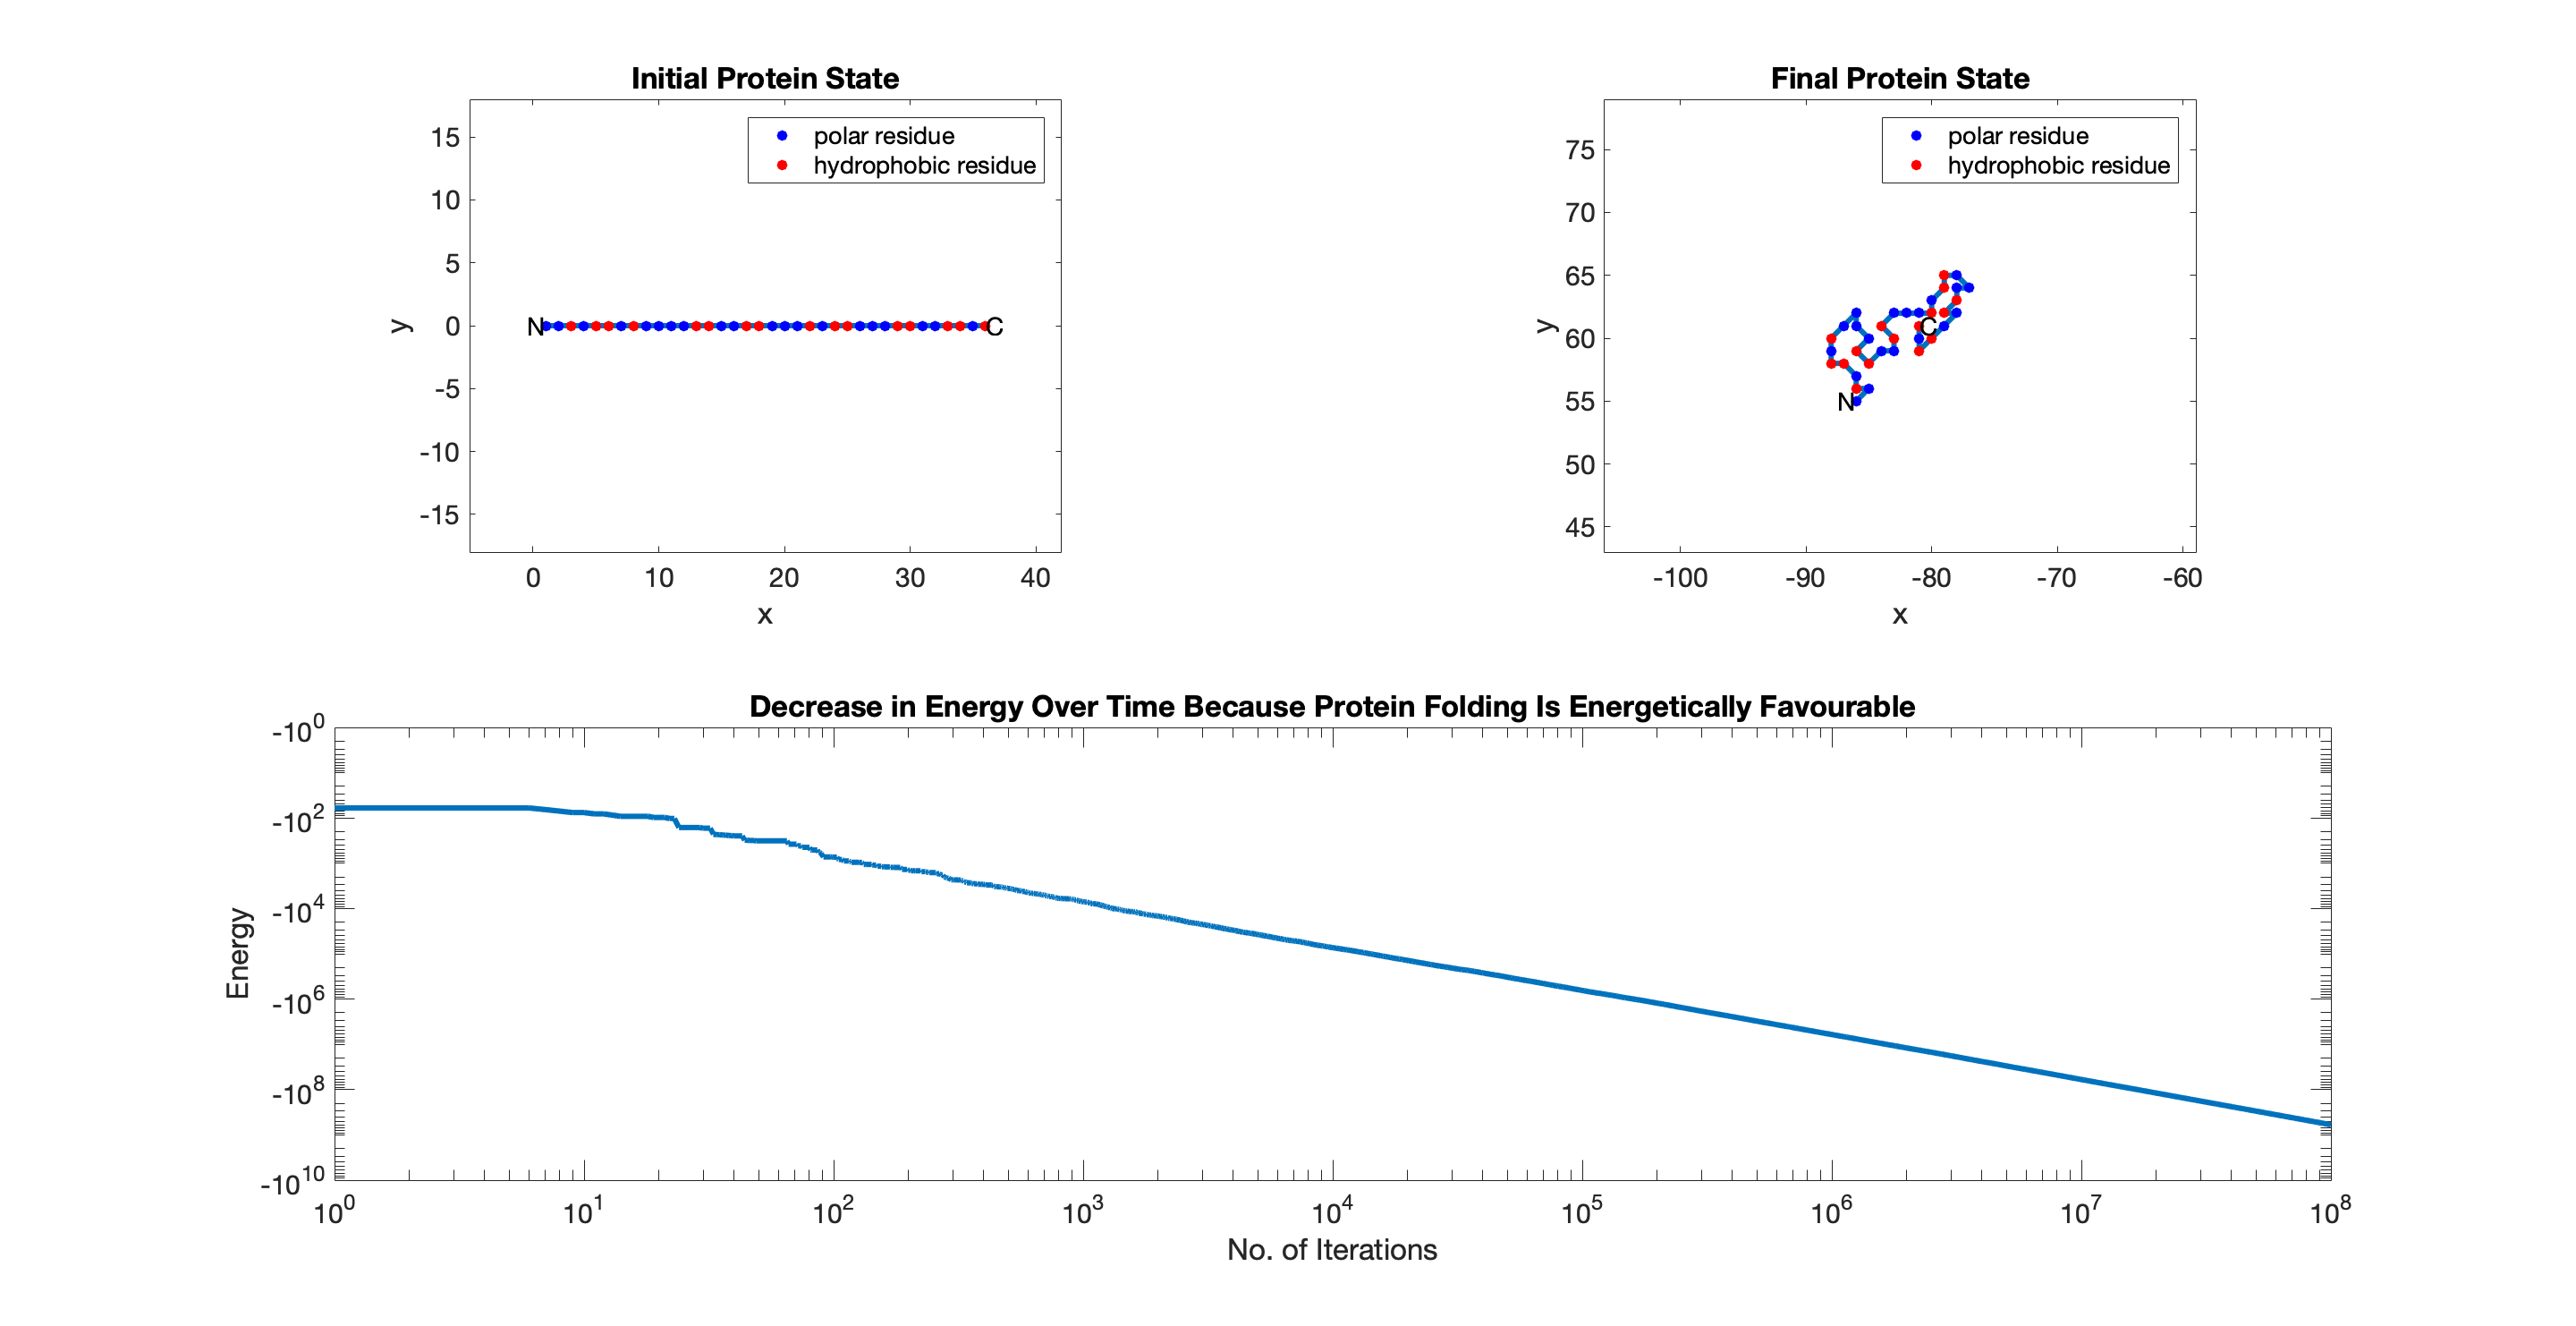 Initial Protein State
polar residue
hydrophobic residue
15
10
5
0
-5
-10
-15
y
N
C
0 10 20 30 40
x
Final Protein State
polar residue
hydrophobic residue
75
70
65
60
55
50
45
y
C
N
-100 -90 -80 -70 -60
x
Decrease in Energy Over Time Because Protein Folding Is Energetically Favourable
-10^0
-10^2
-10^4
-10^6
-10^8
-10^10
Energy
10^0 10^1 10^2 10^3 10^4 10^5 10^6 10^7 10^8
No. of Iterations